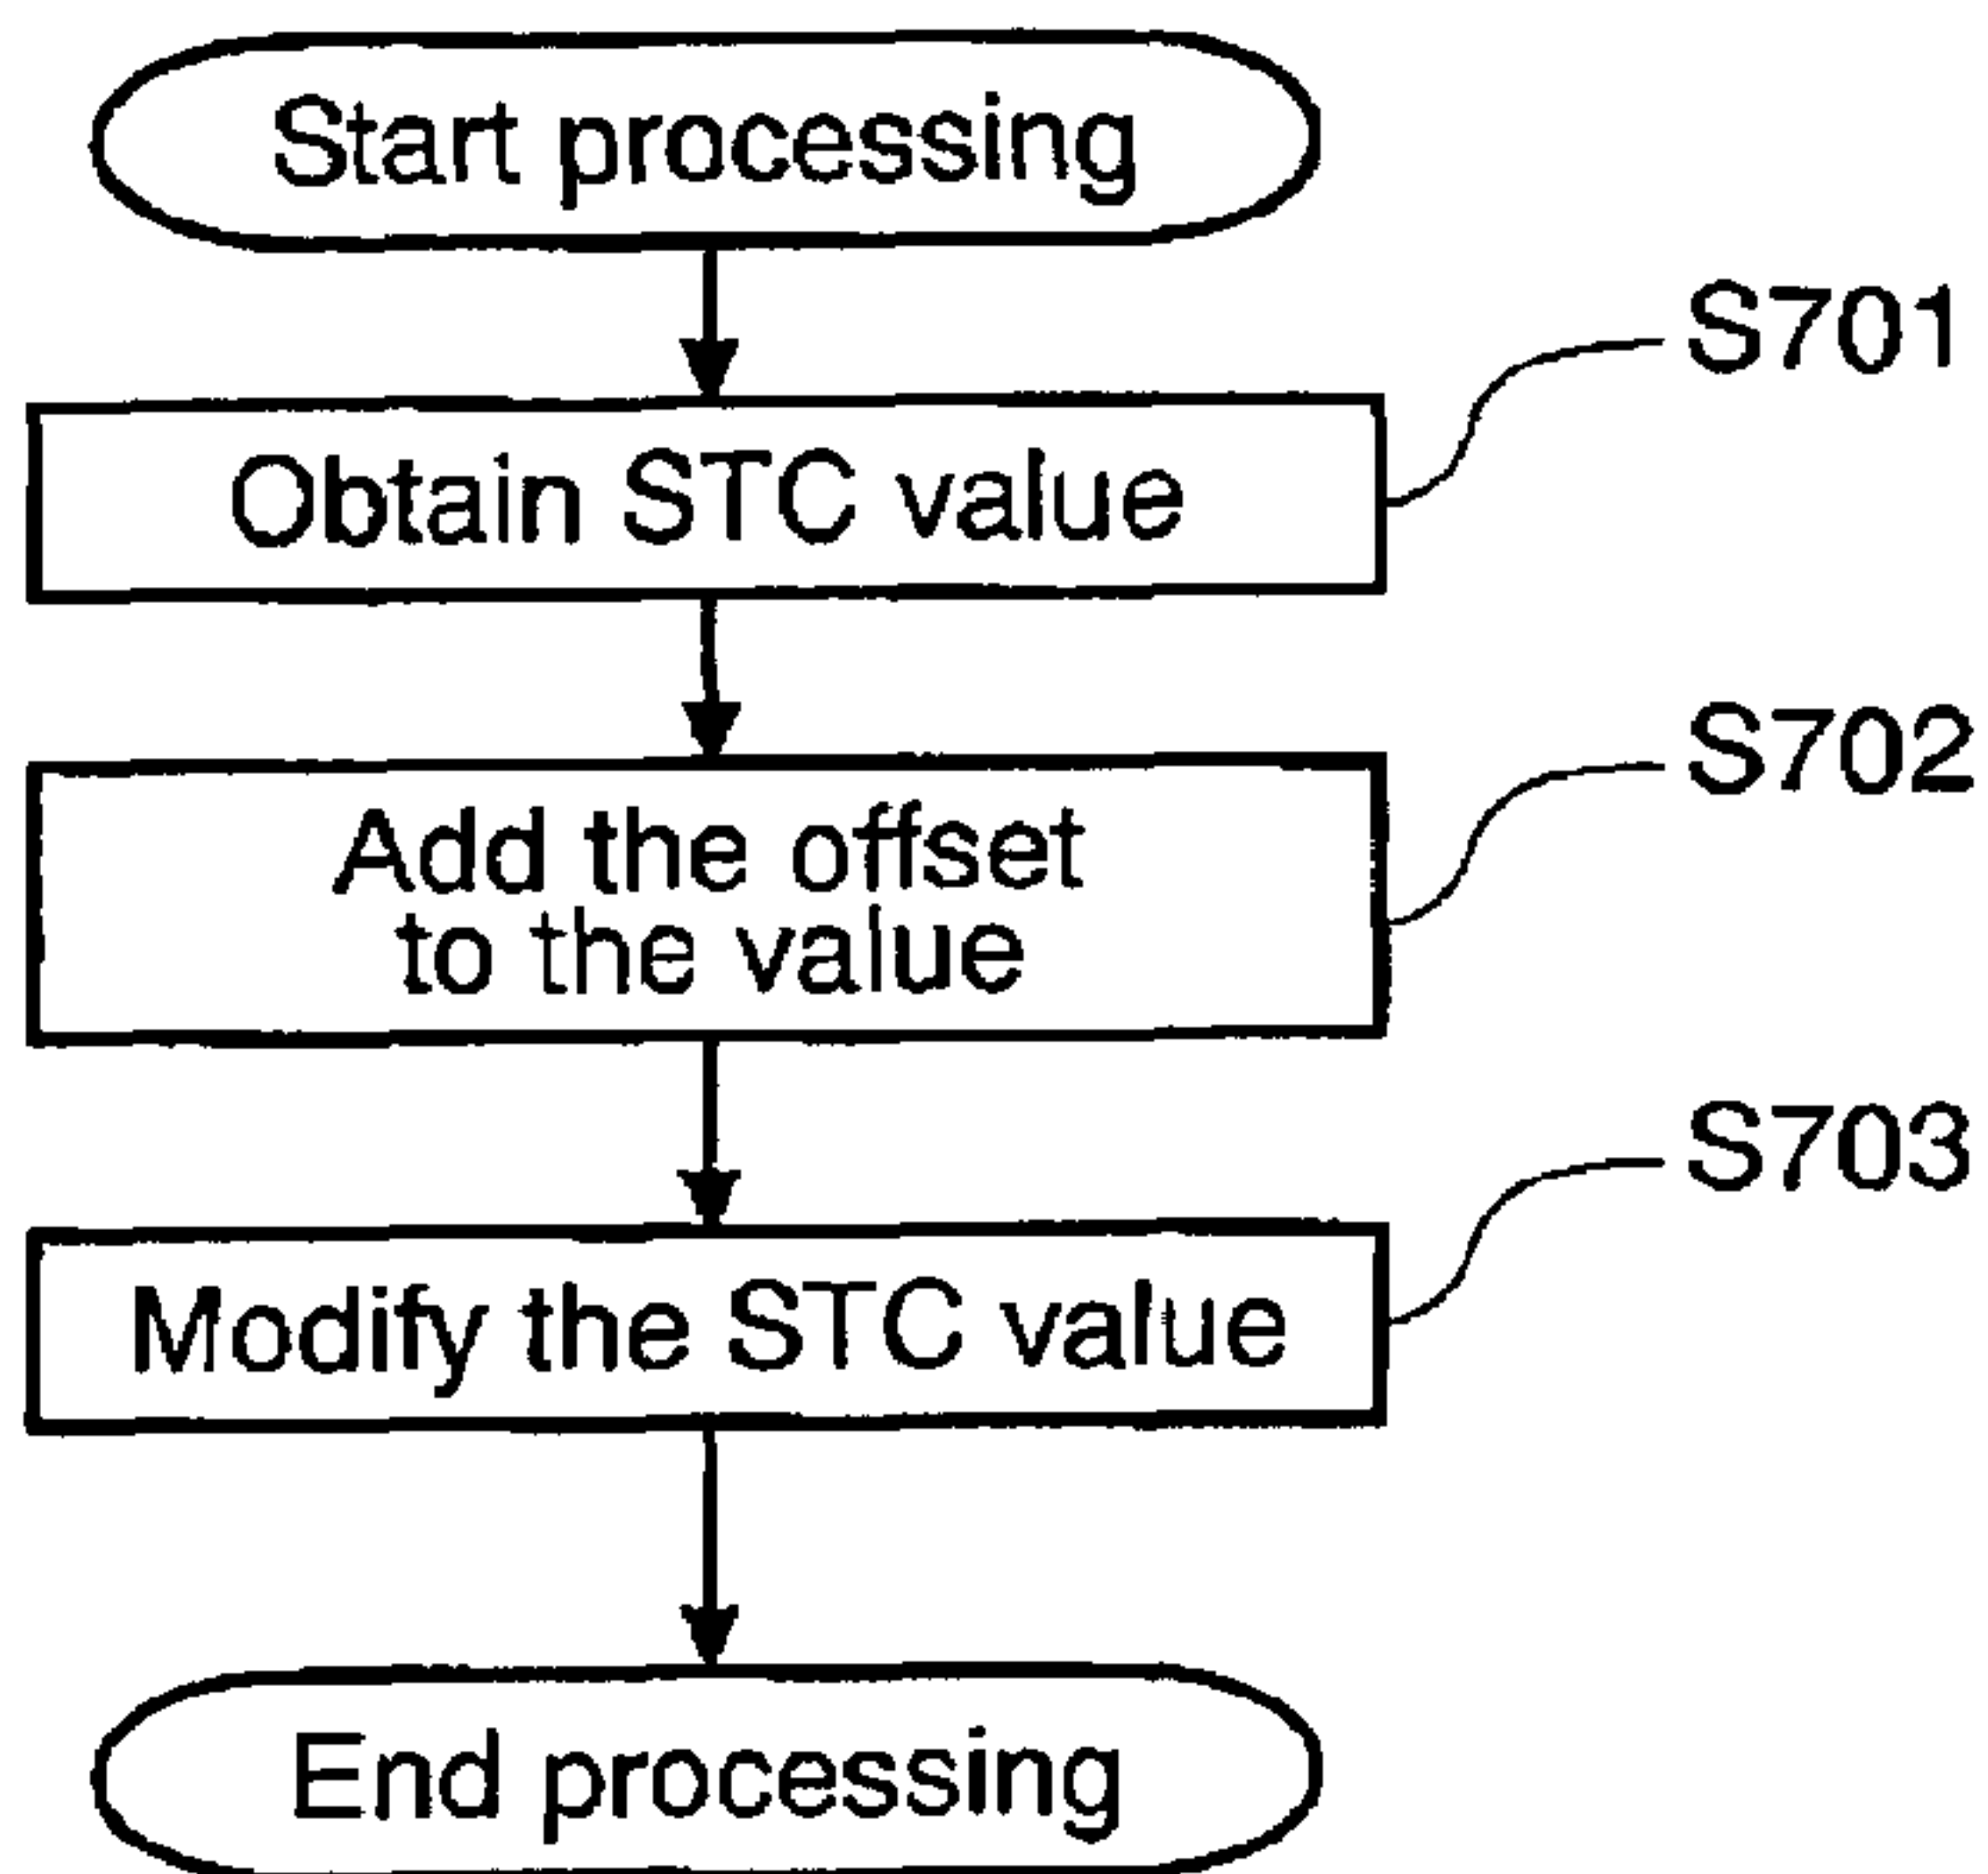 Start processing
S701
Obtain STC value
S702
Add the offset
to the value
S703
Modify the STC value
End processing